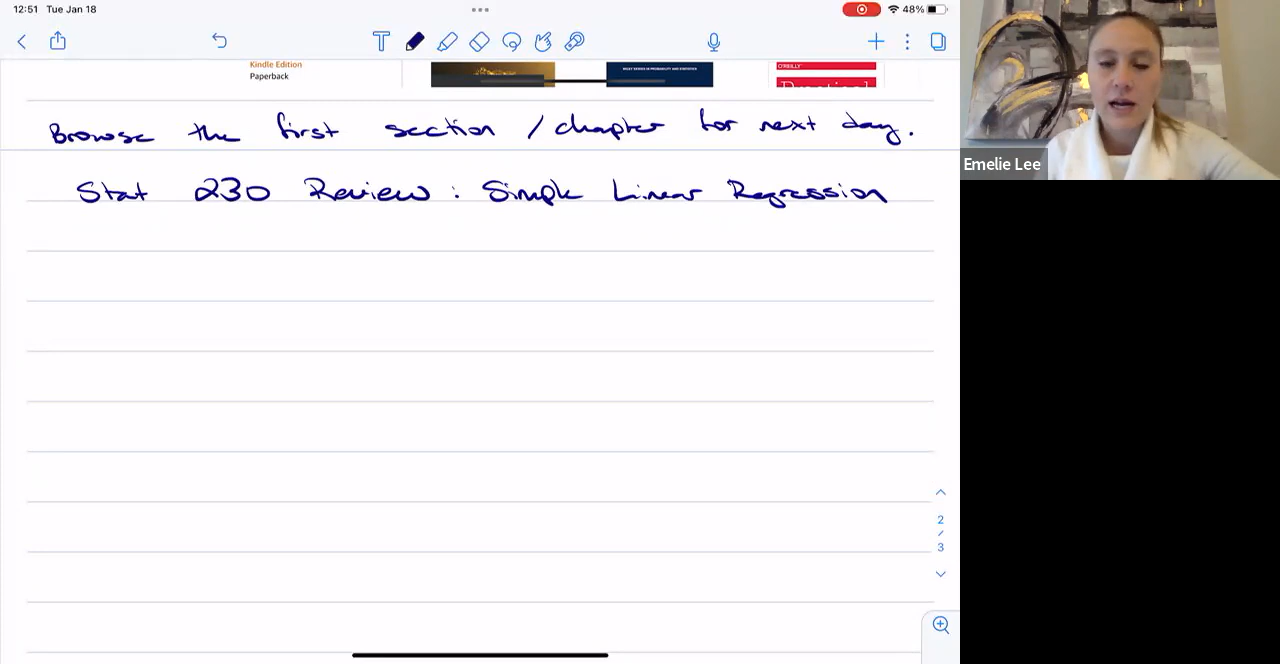 12:51 Tue Jan 18
48%
Kindle Edition
Paperback
O'REILLY
Browse the first section / chapter for next day.
Stat 230 Review : Simple Linear Regression
Emelie Lee
2
/
3